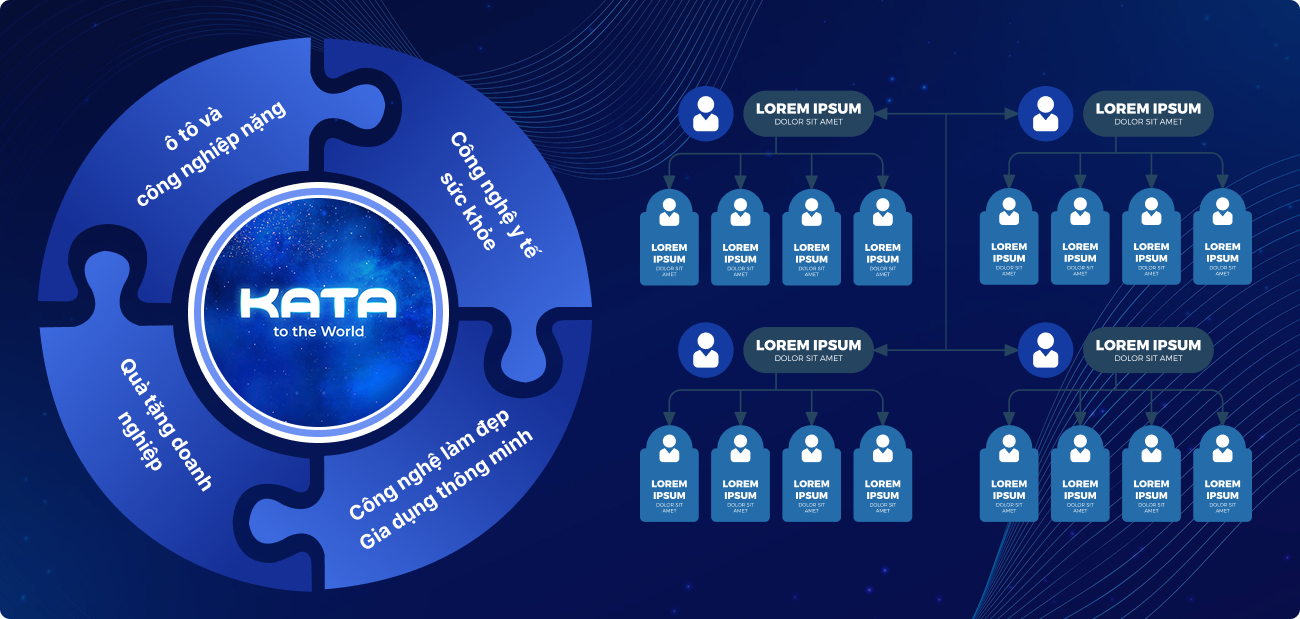 ô tô và
công nghiệp nặng
Công nghệ y tế
sức khỏe
KATA
to the World
Quà tặng doanh
nghiệp
Công nghệ làm đẹp
Gia dụng thông minh
LOREM IPSUM
DOLOR SIT AMET
LOREM
IPSUM
DOLOR SIT
AMET
LOREM
IPSUM
DOLOR SIT
AMET
LOREM
IPSUM
DOLOR SIT
AMET
LOREM
IPSUM
DOLOR SIT
AMET
LOREM IPSUM
DOLOR SIT AMET
LOREM
IPSUM
DOLOR SIT
AMET
LOREM
IPSUM
DOLOR SIT
AMET
LOREM
IPSUM
DOLOR SIT
AMET
LOREM
IPSUM
DOLOR SIT
AMET
LOREM IPSUM
DOLOR SIT AMET
LOREM
IPSUM
DOLOR SIT
AMET
LOREM
IPSUM
DOLOR SIT
AMET
LOREM
IPSUM
DOLOR SIT
AMET
LOREM
IPSUM
DOLOR SIT
AMET
LOREM IPSUM
DOLOR SIT AMET
LOREM
IPSUM
DOLOR SIT
AMET
LOREM
IPSUM
DOLOR SIT
AMET
LOREM
IPSUM
DOLOR SIT
AMET
LOREM
IPSUM
DOLOR SIT
AMET